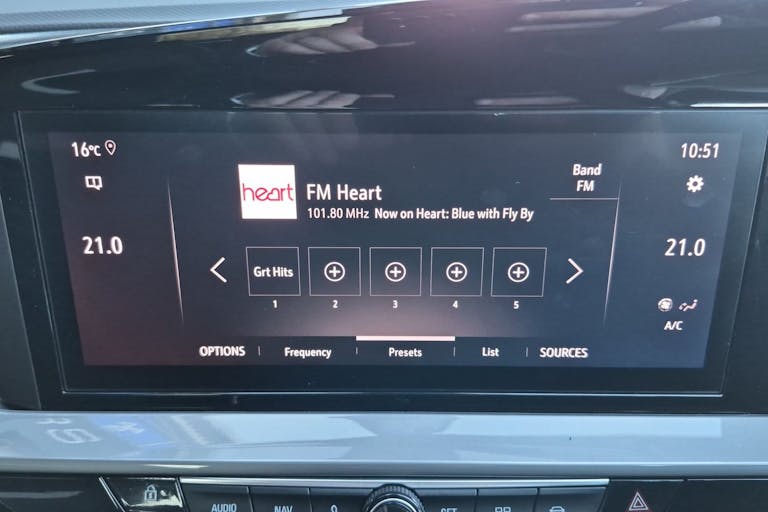 16°C
10:51
heart
FM Heart
Band
FM
101.80 MHz Now on Heart: Blue with Fly By
21.0
21.0
Grt Hits
1
2
3
4
5
A/C
OPTIONS
Frequency
Presets
List
SOURCES
AUDIO
NAV
SET